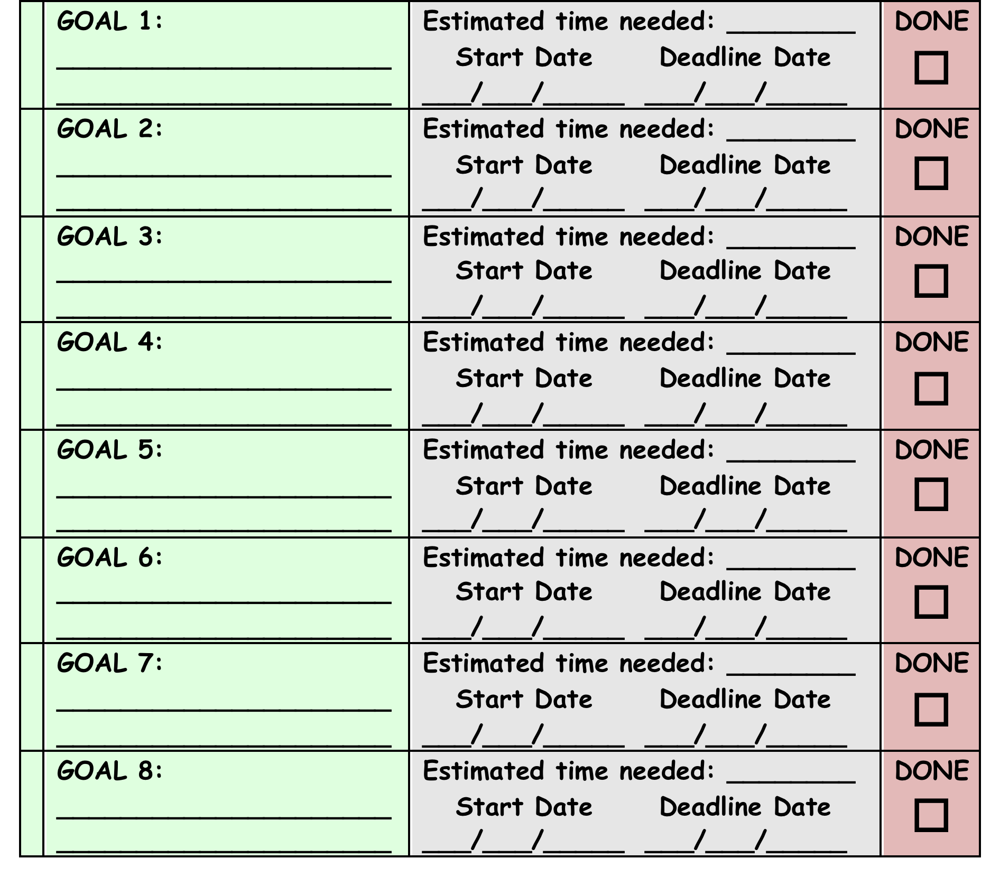 GOAL 1:
Estimated time needed: ________
Start Date Deadline Date
___/___/_____ ___/___/_____
DONE
☐
GOAL 2:
Estimated time needed: ________
Start Date Deadline Date
___/___/_____ ___/___/_____
DONE
☐
GOAL 3:
Estimated time needed: ________
Start Date Deadline Date
___/___/_____ ___/___/_____
DONE
☐
GOAL 4:
Estimated time needed: ________
Start Date Deadline Date
___/___/_____ ___/___/_____
DONE
☐
GOAL 5:
Estimated time needed: ________
Start Date Deadline Date
___/___/_____ ___/___/_____
DONE
☐
GOAL 6:
Estimated time needed: ________
Start Date Deadline Date
___/___/_____ ___/___/_____
DONE
☐
GOAL 7:
Estimated time needed: ________
Start Date Deadline Date
___/___/_____ ___/___/_____
DONE
☐
GOAL 8:
Estimated time needed: ________
Start Date Deadline Date
___/___/_____ ___/___/_____
DONE
☐